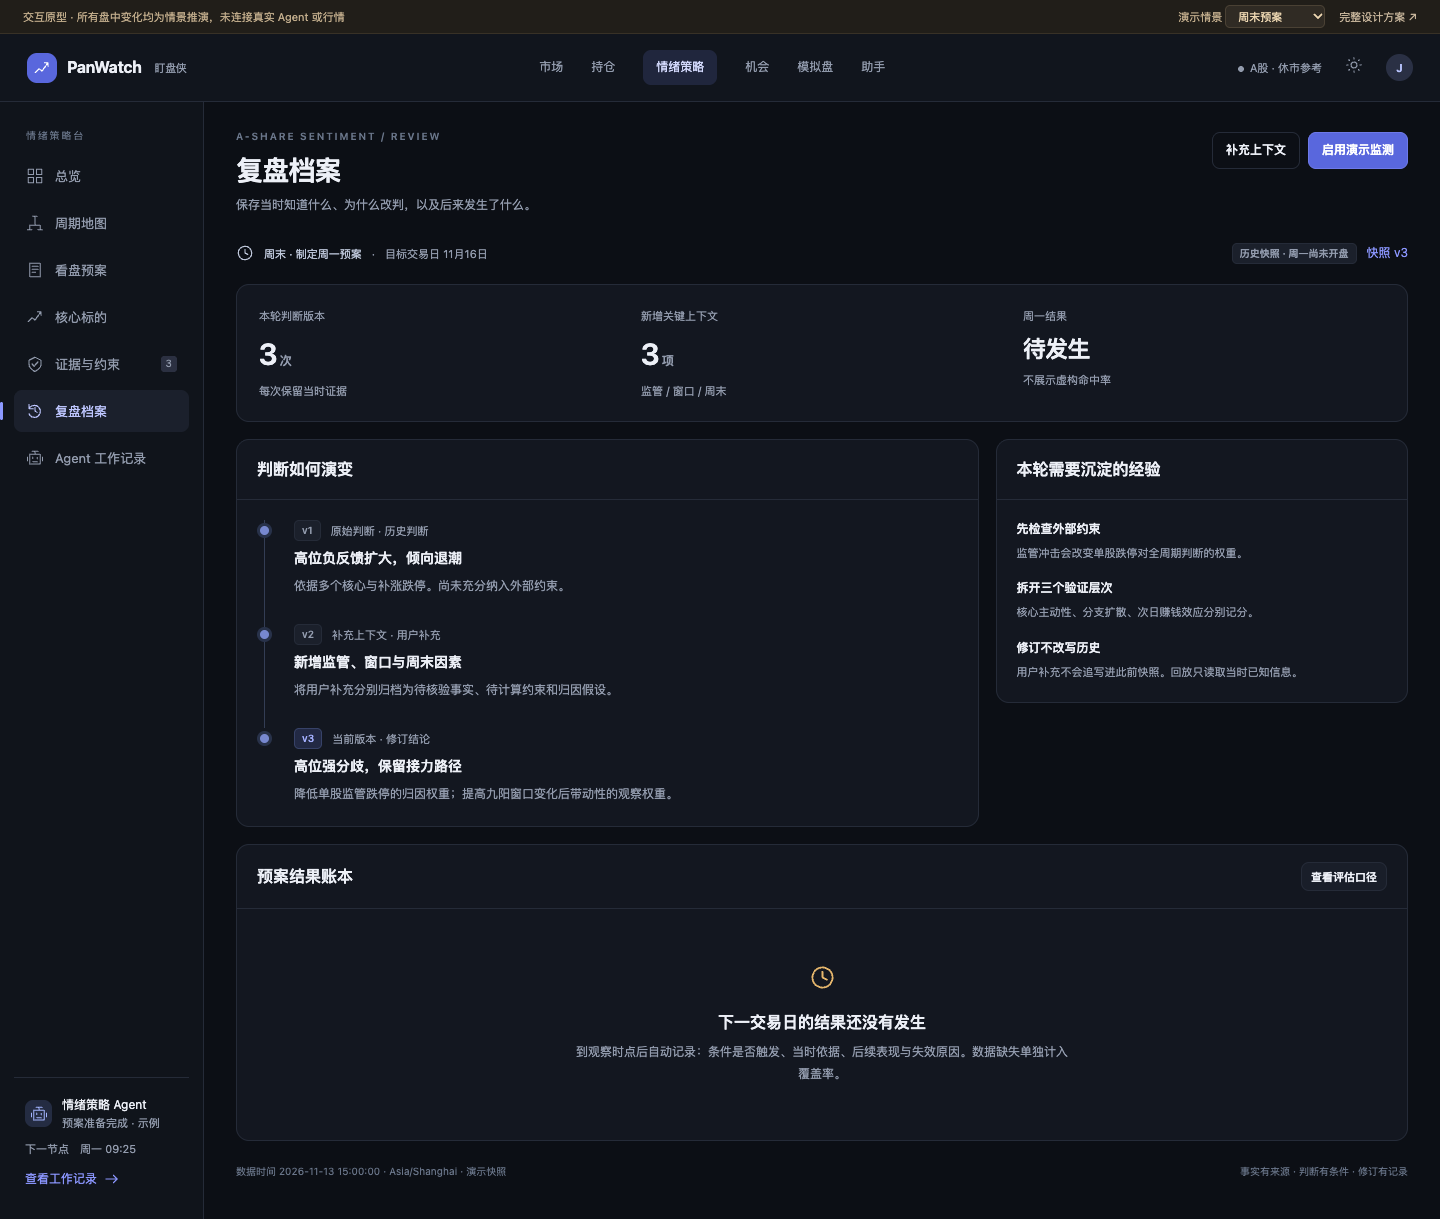 交互原型 · 所有盘中变化均为情景推演，未连接真实 Agent 或行情
演示情景 周末预案 完整设计方案 ↗
PanWatch 盯盘侠
市场 持仓 情绪策略 机会 模拟盘 助手
A股 · 休市参考
J
情绪策略台
总览
周期地图
看盘预案
核心标的
证据与约束 3
复盘档案
Agent 工作记录
情绪策略 Agent
预案准备完成 · 示例
下一节点 周一 09:25
查看工作记录 →
A-SHARE SENTIMENT / REVIEW
复盘档案
保存当时知道什么、为什么改判，以及后来发生了什么。
补充上下文 启用演示监测
周末 · 制定周一预案 · 目标交易日 11月16日
历史快照 · 周一尚未开盘 快照 v3
本轮判断版本
3 次
每次保留当时证据
新增关键上下文
3 项
监管 / 窗口 / 周末
周一结果
待发生
不展示虚构命中率
判断如何演变
v1 原始判断 · 历史判断
高位负反馈扩大，倾向退潮
依据多个核心与补涨跌停。尚未充分纳入外部约束。
v2 补充上下文 · 用户补充
新增监管、窗口与周末因素
将用户补充分别归档为待核验事实、待计算约束和归因假设。
v3 当前版本 · 修订结论
高位强分歧，保留接力路径
降低单股监管跌停的归因权重；提高九阳窗口变化后带动性的观察权重。
本轮需要沉淀的经验
先检查外部约束
监管冲击会改变单股跌停对全周期判断的权重。
拆开三个验证层次
核心主动性、分支扩散、次日赚钱效应分别记分。
修订不改写历史
用户补充不会追写进此前快照。回放只读取当时已知信息。
预案结果账本
查看评估口径
下一交易日的结果还没有发生
到观察时点后自动记录：条件是否触发、当时依据、后续表现与失效原因。数据缺失单独计入
覆盖率。
数据时间 2026-11-13 15:00:00 · Asia/Shanghai · 演示快照
事实有来源 · 判断有条件 · 修订有记录